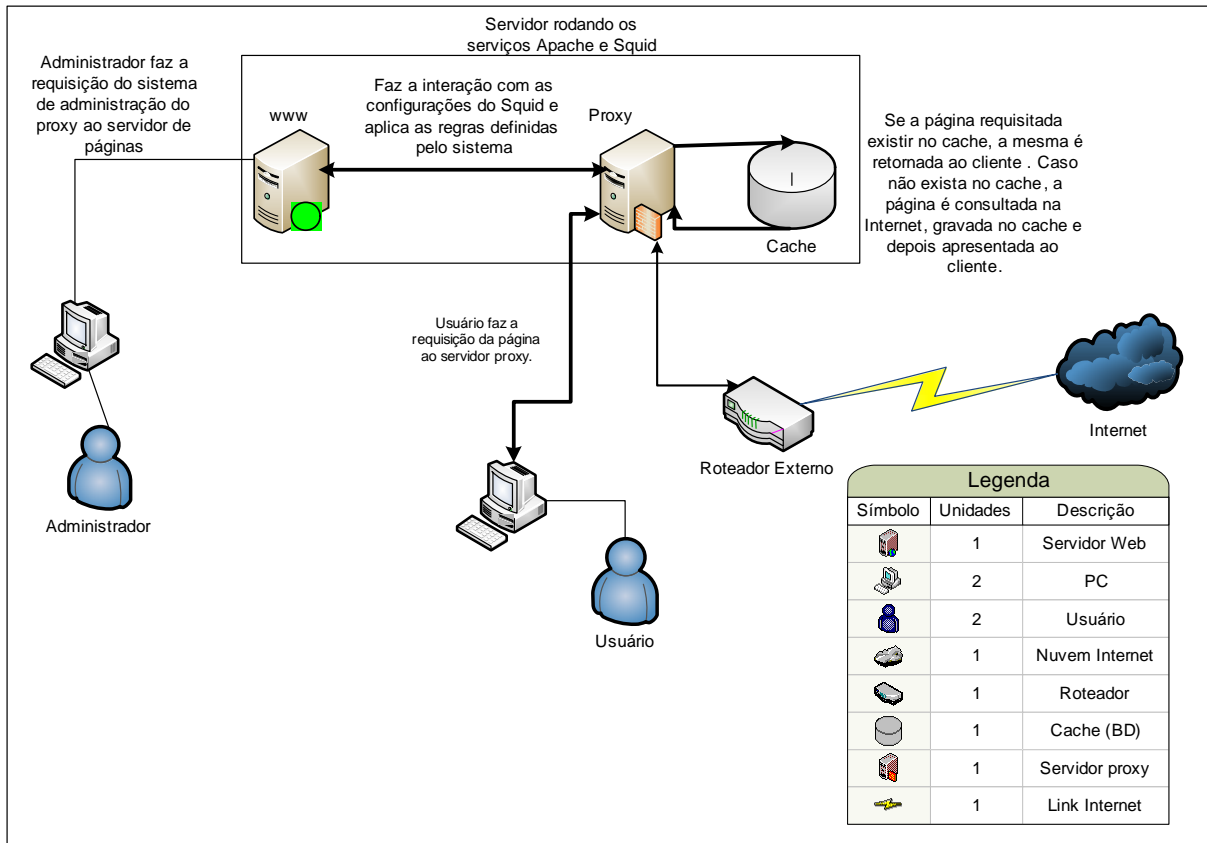 Servidor rodando os
serviços Apache e Squid
Administrador faz a
requisição do sistema
de administração do
proxy ao servidor de
páginas
www
Faz a interação com as
configurações do Squid e
aplica as regras definidas
pelo sistema
Proxy
Cache
Se a página requisitada
existir no cache, a mesma é
retornada ao cliente . Caso
não exista no cache , a
página é consultada na
Internet, gravada no cache e
depois apresentada ao
cliente.
Usuário faz a
requisição da página
ao servidor proxy.
Administrador
Usuário
Roteador Externo
Internet
Legenda
Símbolo Unidades Descrição
1 Servidor Web
2 PC
2 Usuário
1 Nuvem Internet
1 Roteador
1 Cache (BD)
1 Servidor proxy
1 Link Internet